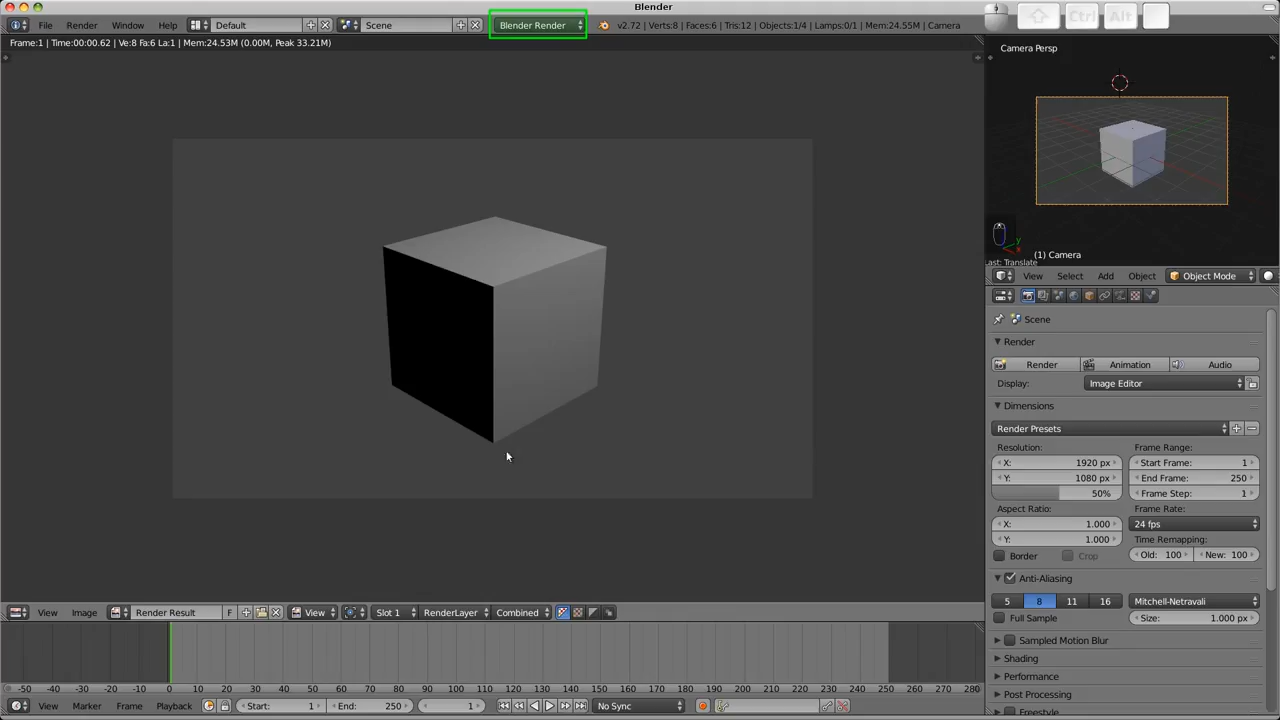 Blender
File Render Window Help Default Scene Blender Render v2.72 | Verts:8 | Faces:6 | Tris:12 | Objects:1/4 | Lamps:0/1 | Mem:24.55M | Camera
Ctrl Alt
Frame:1 | Time:00:00.62 | Ve:8 Fa:6 La:1 | Mem:24.53M (0.00M, Peak 33.21M)
Camera Persp
(1) Camera
Last: Translate
View Select Add Object Object Mode
Scene
Render
Render Animation Audio
Display: Image Editor
Dimensions
Render Presets
Resolution: Frame Range:
X: 1920 px Start Frame: 1
Y: 1080 px End Frame: 250
50% Frame Step: 1
Aspect Ratio: Frame Rate:
X: 1.000 24 fps
Y: 1.000 Time Remapping:
Border Crop Old: 100 New: 100
Anti-Aliasing
5 8 11 16 Mitchell-Netravali
Full Sample Size: 1.000 px
Sampled Motion Blur
Shading
Performance
Post Processing
Freestyle
View Image Render Result F View Slot 1 RenderLayer Combined
-50 -40 -30 -20 -10 0 10 20 30 40 50 60 70 80 90 100 110 120 130 140 150 160 170 180 190 200 210 220 230 240 250 260 270 280
View Marker Frame Playback Start: 1 End: 250 1 No Sync